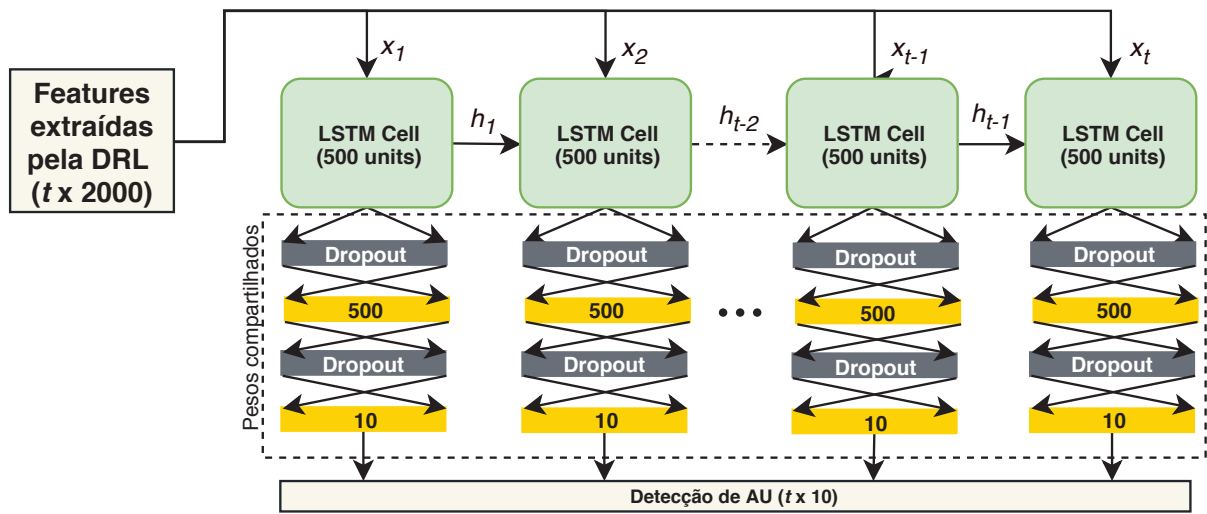 Features
extraídas
pela DRL
(t x 2000)
x1
x2
xt-1
xt
LSTM Cell
(500 units)
h1
LSTM Cell
(500 units)
ht-2
LSTM Cell
(500 units)
ht-1
LSTM Cell
(500 units)
Pesos compartilhados
Dropout
Dropout
Dropout
Dropout
500
500
500
500
Dropout
Dropout
Dropout
Dropout
10
10
10
10
Detecção de AU (t x 10)